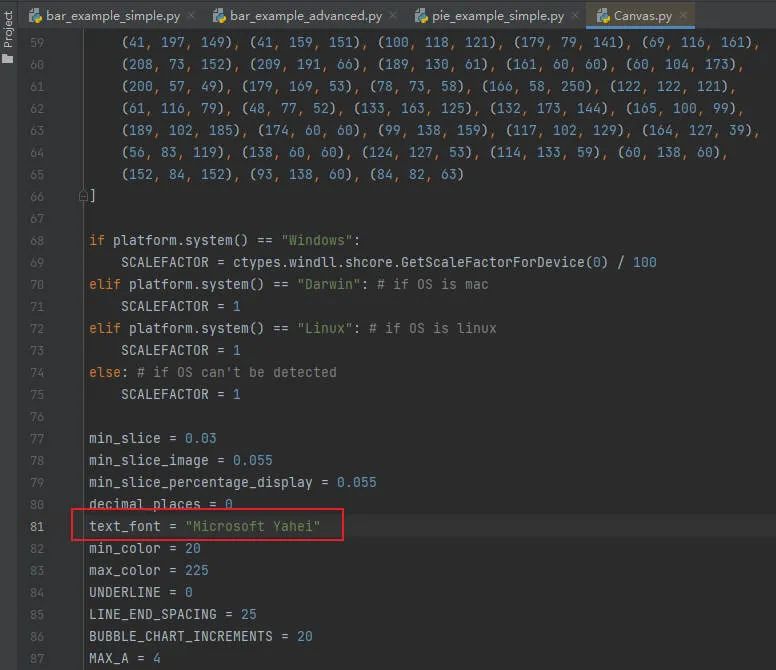 bar_example_simple.py × bar_example_advanced.py × pie_example_simple.py × Canvas.py ×
Project
59 (41, 197, 149), (41, 159, 151), (100, 118, 121), (179, 79, 141), (69, 116, 161),
60 (208, 73, 152), (209, 191, 66), (189, 130, 61), (161, 60, 60), (60, 104, 173),
61 (200, 57, 49), (179, 169, 53), (78, 73, 58), (166, 58, 250), (122, 122, 121),
62 (61, 116, 79), (48, 77, 52), (133, 163, 125), (132, 173, 144), (165, 100, 99),
63 (189, 102, 185), (174, 60, 60), (99, 138, 159), (117, 102, 129), (164, 127, 39),
64 (56, 83, 119), (138, 60, 60), (124, 127, 53), (114, 133, 59), (60, 138, 60),
65 (152, 84, 152), (93, 138, 60), (84, 82, 63)
66 ]
67
68 if platform.system() == "Windows":
69 SCALEFACTOR = ctypes.windll.shcore.GetScaleFactorForDevice(0) / 100
70 elif platform.system() == "Darwin": # if OS is mac
71 SCALEFACTOR = 1
72 elif platform.system() == "Linux": # if OS is linux
73 SCALEFACTOR = 1
74 else: # if OS can't be detected
75 SCALEFACTOR = 1
76
77 min_slice = 0.03
78 min_slice_image = 0.055
79 min_slice_percentage_display = 0.055
80 decimal_places = 0
81 text_font = "Microsoft Yahei"
82 min_color = 20
83 max_color = 225
84 UNDERLINE = 0
85 LINE_END_SPACING = 25
86 BUBBLE_CHART_INCREMENTS = 20
87 MAX_A = 4